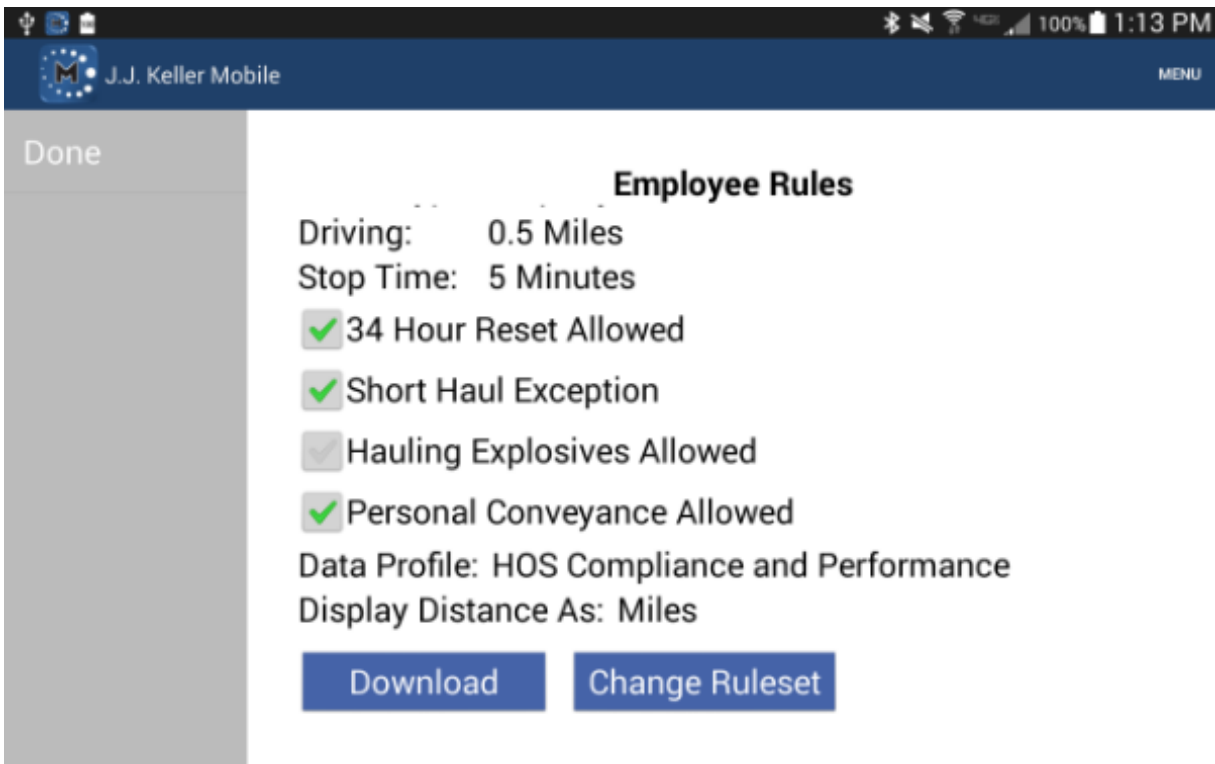 100% 1:13 PM
M J.J. Keller Mobile MENU
Done
Employee Rules
Driving: 0.5 Miles
Stop Time: 5 Minutes
34 Hour Reset Allowed
Short Haul Exception
Hauling Explosives Allowed
Personal Conveyance Allowed
Data Profile: HOS Compliance and Performance
Display Distance As: Miles
Download Change Ruleset